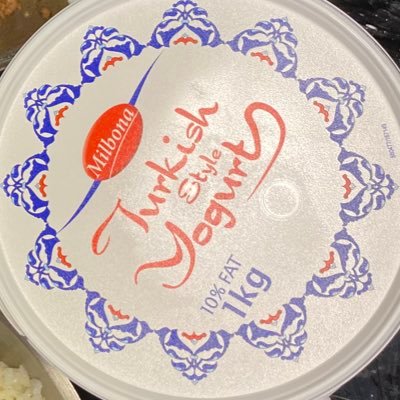 Milbona
Turkish
Style
Yogurt
10% FAT
1kg